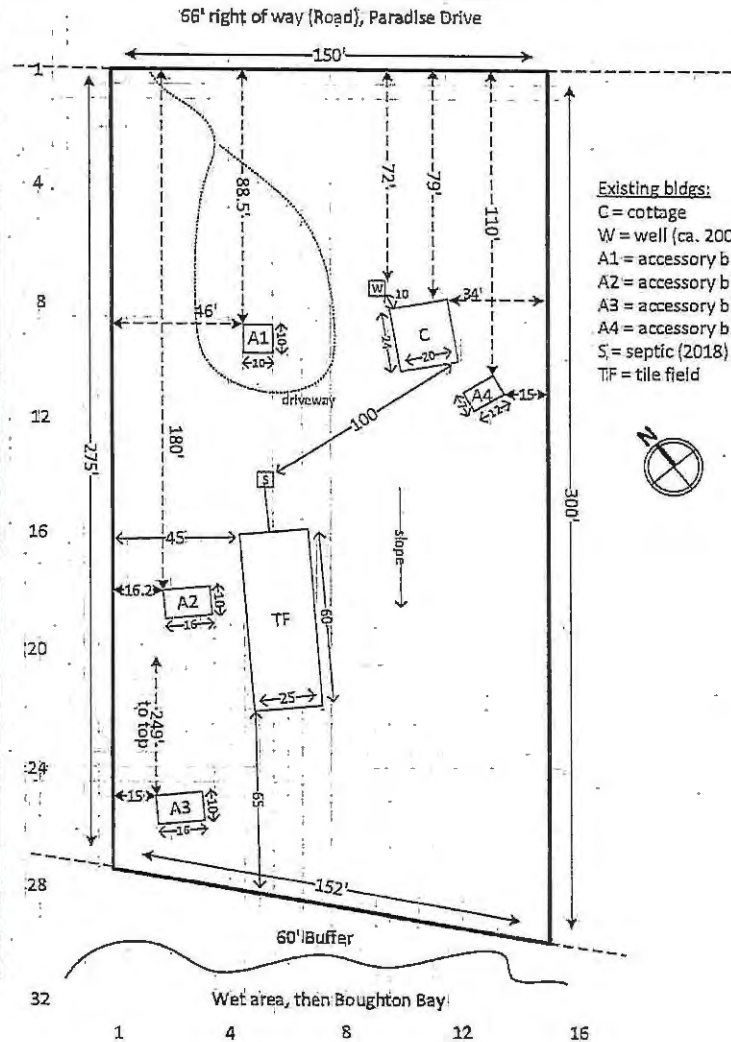 66' right of way (Road), Paradise Drive
150'
1
4
8
12
16
20
24
28
32
88.5'
72'
79'
110'
Existing bldgs:
C = cottage
W = well (ca. 200
A1 = accessory b
A2 = accessory b
A3 = accessory b
A4 = accessory b
S = septic (2018)
TF = tile field
W
10
34'
46'
A1
10
10
C
24
20
driveway
A4
12
15
N
100
180'
275'
300'
S
45
slope
16.2
A2
10
16
TF
60
25
249'
to top
15
A3
10
16
65
152'
60' Buffer
Wet area, then Boughton Bay
1 4 8 12 16